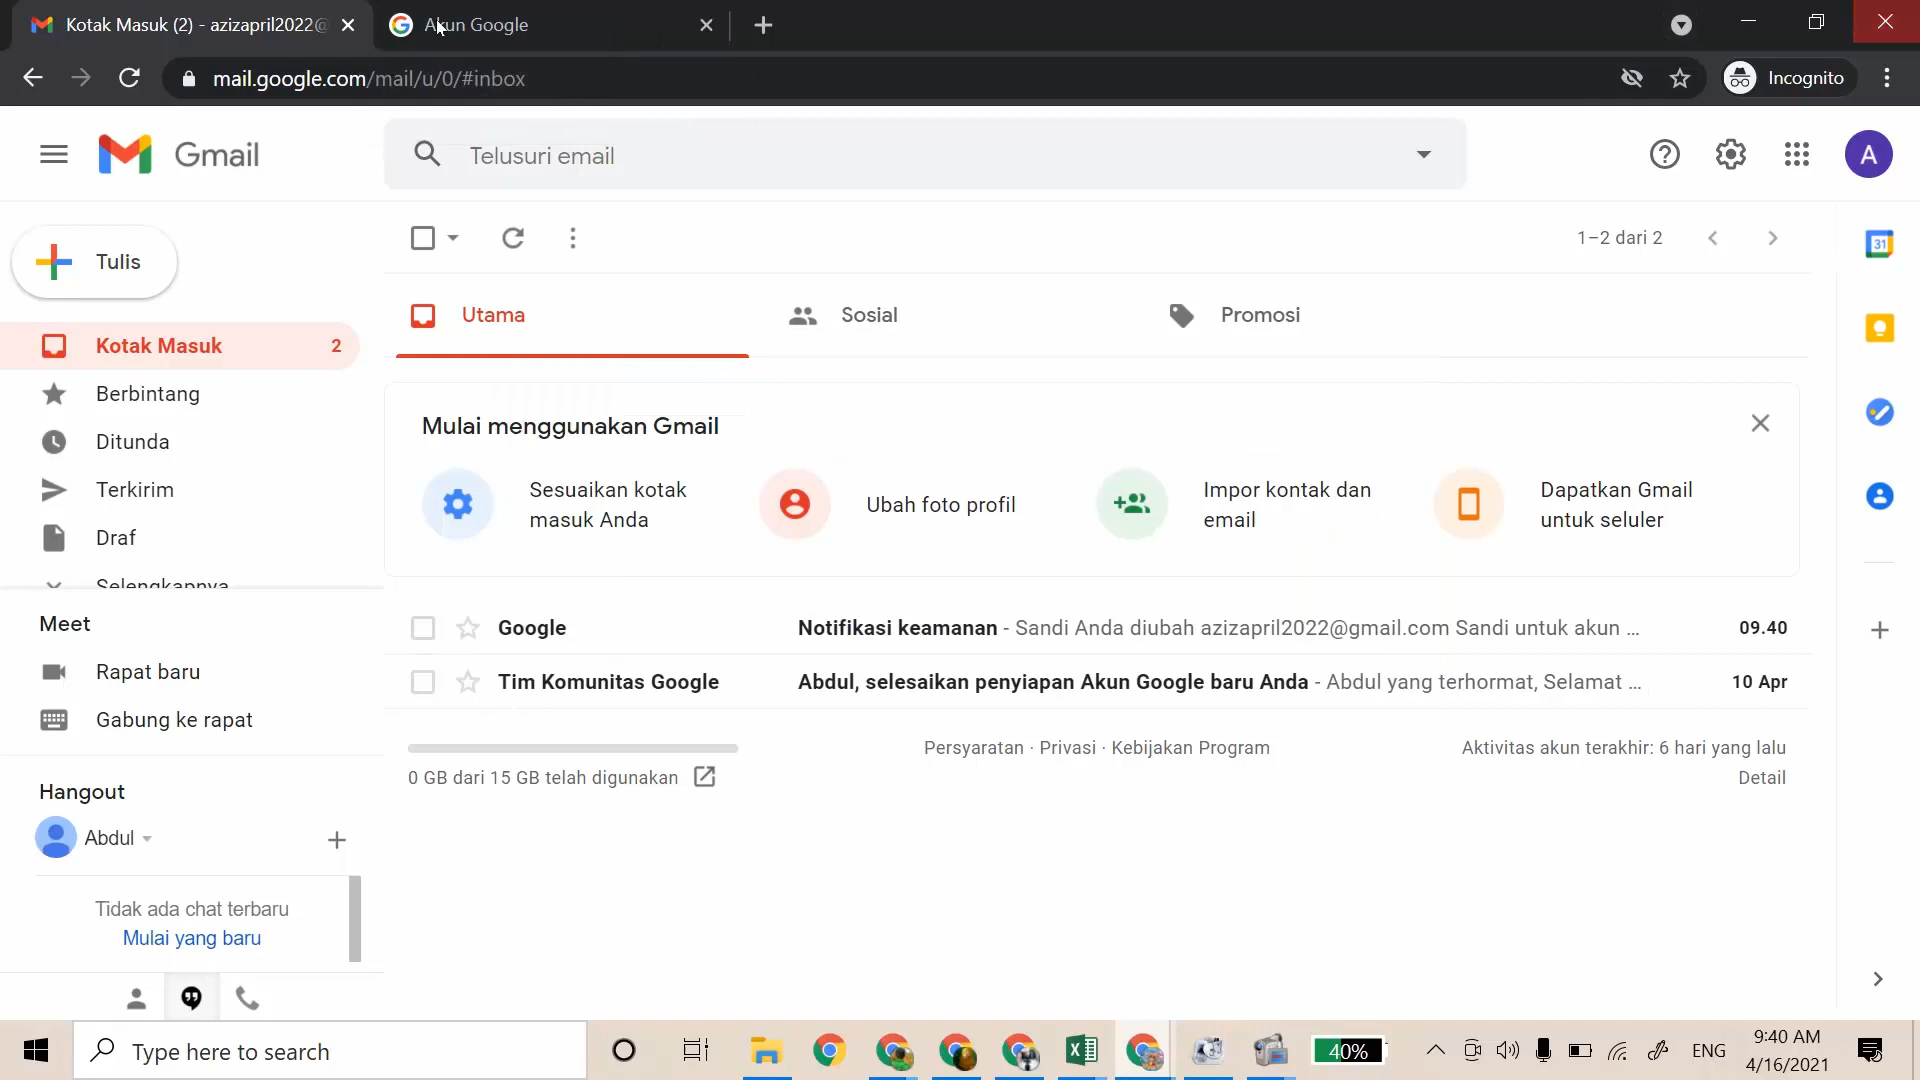 Kotak Masuk (2) - azizapril2022@
Akun Google
mail.google.com/mail/u/0/#inbox
Incognito
Gmail
Telusuri email
A
Tulis
1–2 dari 2
31
Utama
Sosial
Promosi
Kotak Masuk 2
Berbintang
Ditunda
Terkirim
Draf
Selengkapnya
Mulai menggunakan Gmail
Sesuaikan kotak
masuk Anda
Ubah foto profil
Impor kontak dan
email
Dapatkan Gmail
untuk seluler
Google Notifikasi keamanan - Sandi Anda diubah azizapril2022@gmail.com Sandi untuk akun ... 09.40
Tim Komunitas Google Abdul, selesaikan penyiapan Akun Google baru Anda - Abdul yang terhormat, Selamat ... 10 Apr
Meet
Rapat baru
Gabung ke rapat
0 GB dari 15 GB telah digunakan
Persyaratan · Privasi · Kebijakan Program
Aktivitas akun terakhir: 6 hari yang lalu
Detail
Hangout
Abdul
Tidak ada chat terbaru
Mulai yang baru
Type here to search
40%
ENG
9:40 AM
4/16/2021